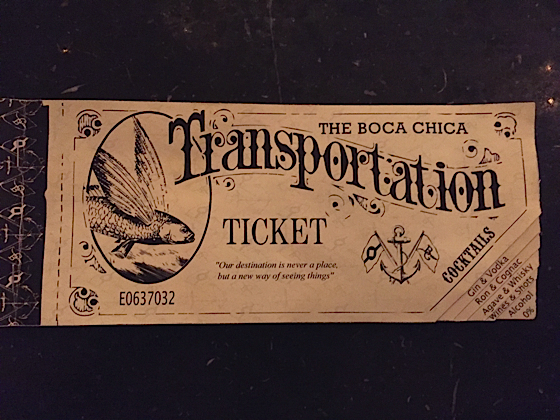 THE BOCA CHICA
Transportation
TICKET
"Our destination is never a place,
but a new way of seeing things"
E0637032
COCKTAILS
Gin & Vodka
Ron & Cognac
Agave & Whisky
Wines & Shots
Alcohol
0%